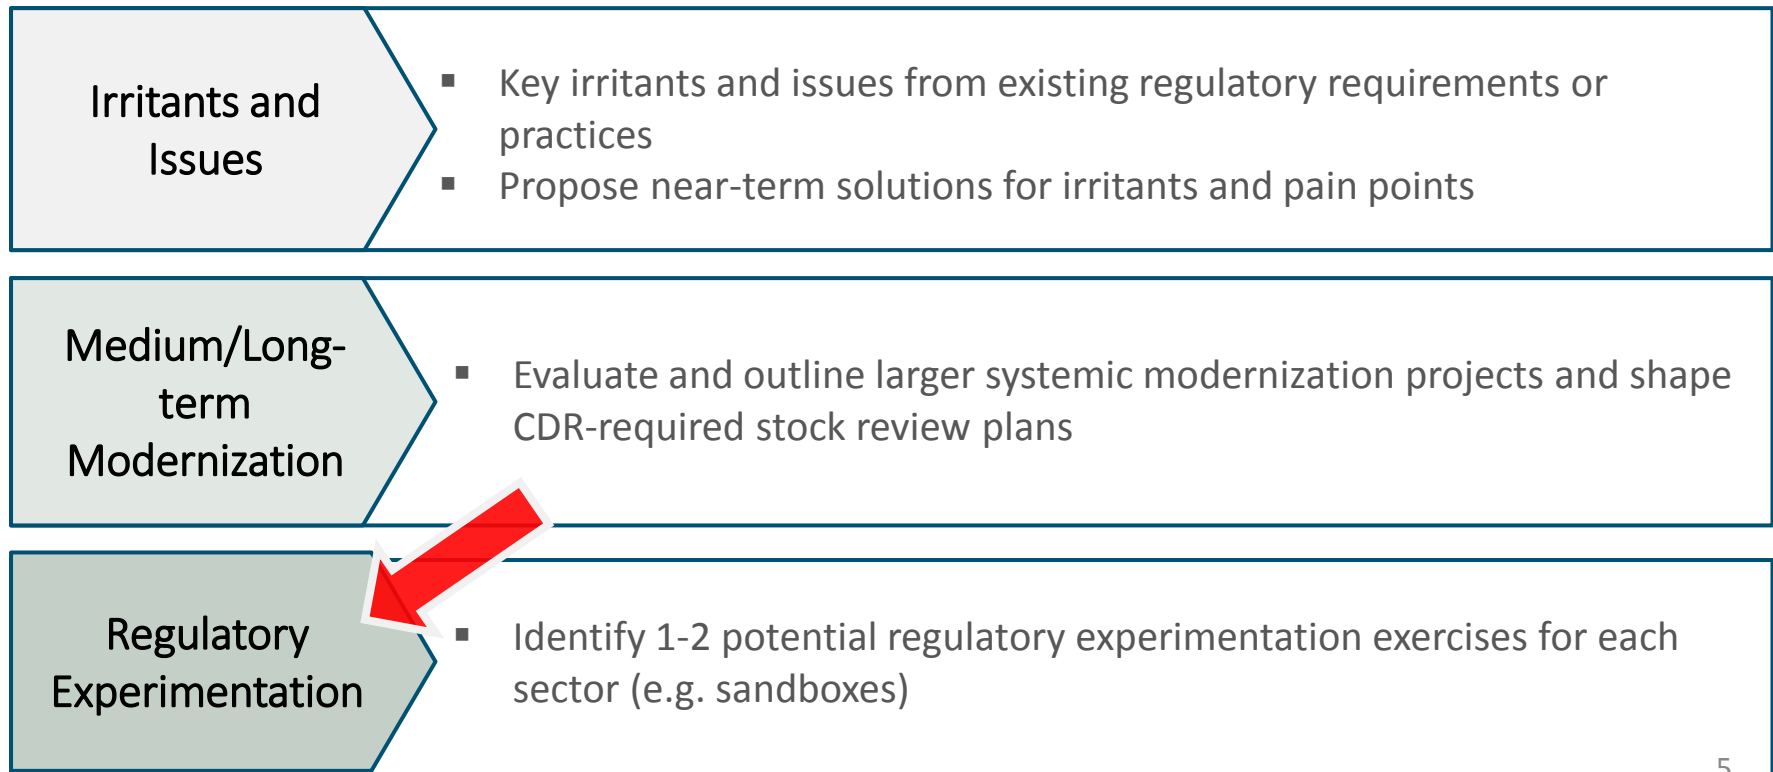 Irritants and
Issues
▪ Key irritants and issues from existing regulatory requirements or
practices
▪ Propose near-term solutions for irritants and pain points
Medium/Long-
term
Modernization
▪ Evaluate and outline larger systemic modernization projects and shape
CDR-required stock review plans
Regulatory
Experimentation
▪ Identify 1-2 potential regulatory experimentation exercises for each
sector (e.g. sandboxes)
5